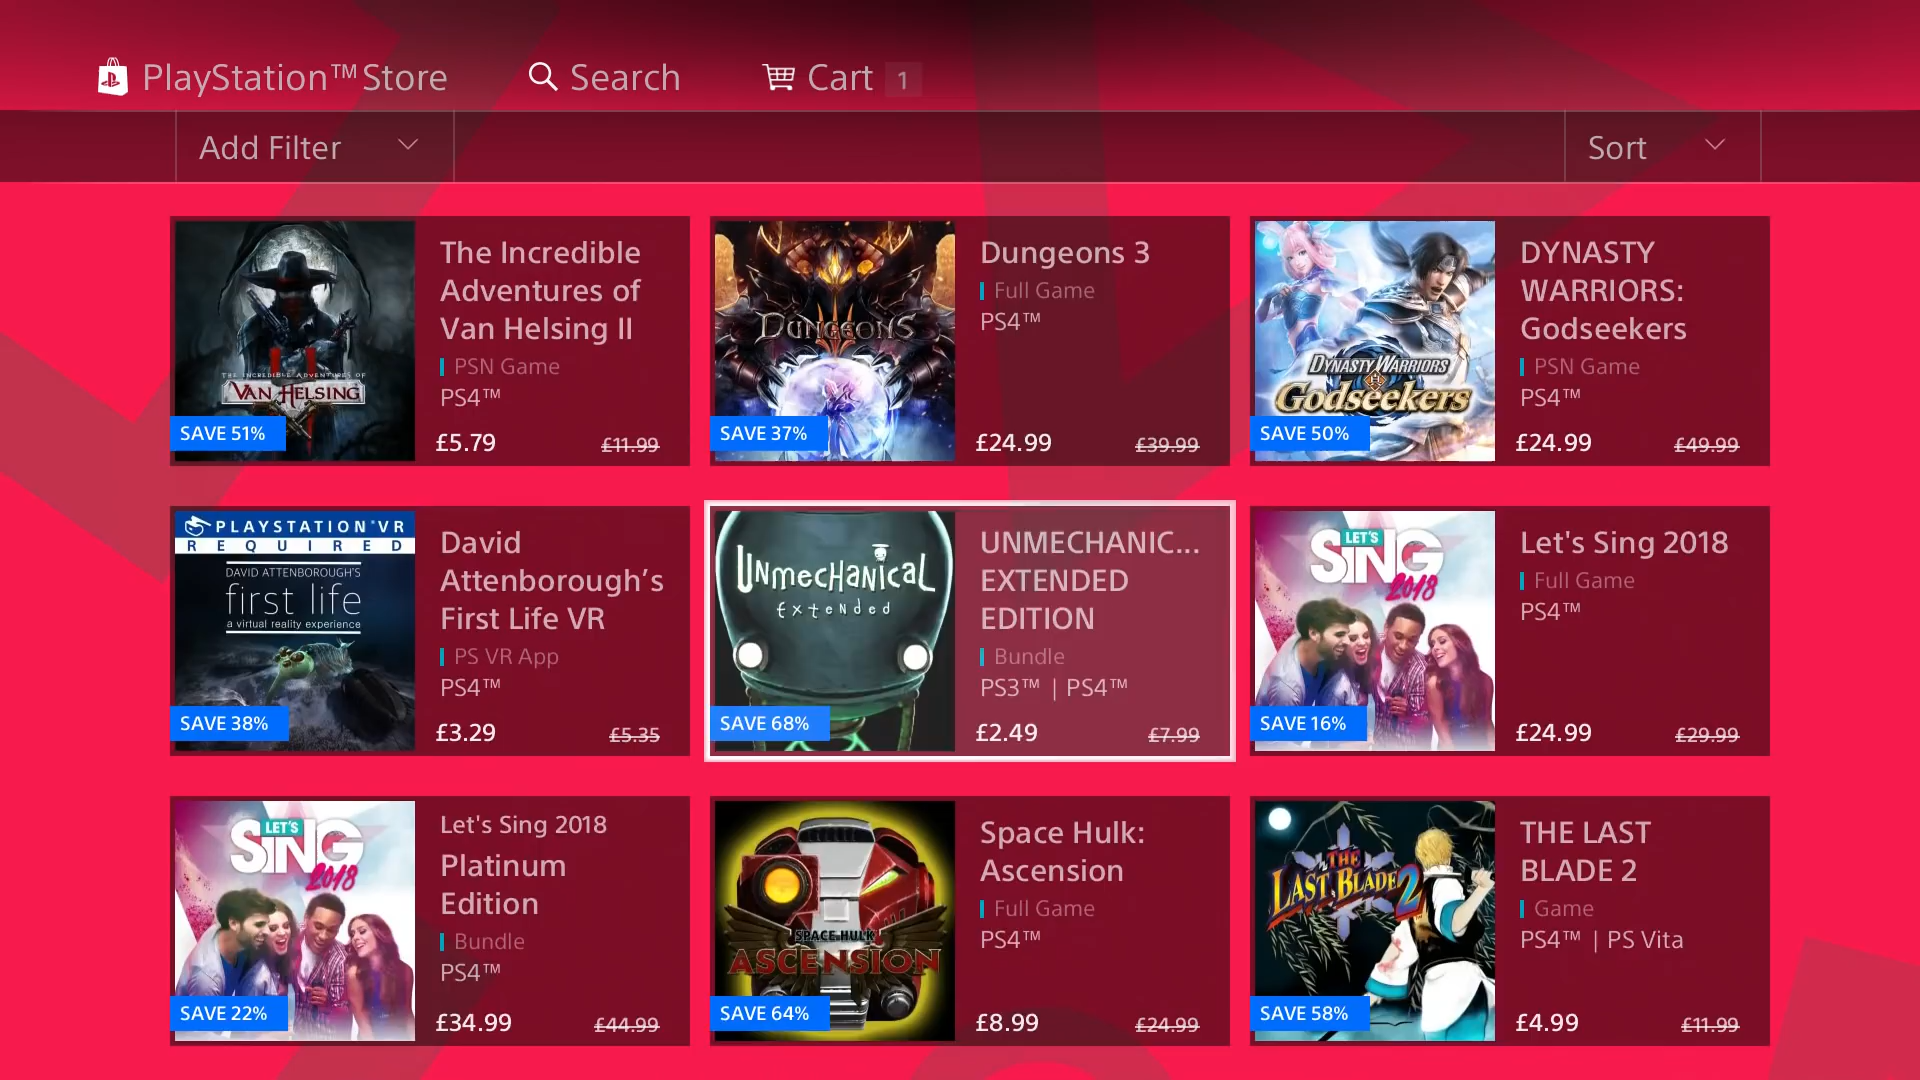 PlayStation™Store
Search
Cart 1
Add Filter
Sort
THE INCREDIBLE ADVENTURES OF
VAN HELSING
SAVE 51%
The Incredible
Adventures of
Van Helsing II
PSN Game
PS4™
£5.79 £11.99
DUNGEONS
SAVE 37%
Dungeons 3
Full Game
PS4™
£24.99 £39.99
DYNASTY WARRIORS
Godseekers
SAVE 50%
DYNASTY
WARRIORS:
Godseekers
PSN Game
PS4™
£24.99 £49.99
PLAYSTATION®VR
REQUIRED
DAVID ATTENBOROUGH'S
first life
a virtual reality experience
SAVE 38%
David
Attenborough’s
First Life VR
PS VR App
PS4™
£3.29 £5.35
UNMECHANICAL
Extended
SAVE 68%
UNMECHANIC...
EXTENDED
EDITION
Bundle
PS3™ | PS4™
£2.49 £7.99
LET'S
SING
2018
SAVE 16%
Let's Sing 2018
Full Game
PS4™
£24.99 £29.99
LET'S
SING
2018
SAVE 22%
Let's Sing 2018
Platinum
Edition
Bundle
PS4™
£34.99 £44.99
SPACE HULK
ASCENSION
SAVE 64%
Space Hulk:
Ascension
Full Game
PS4™
£8.99 £24.99
THE
LAST BLADE 2
SAVE 58%
THE LAST
BLADE 2
Game
PS4™ | PS Vita
£4.99 £11.99